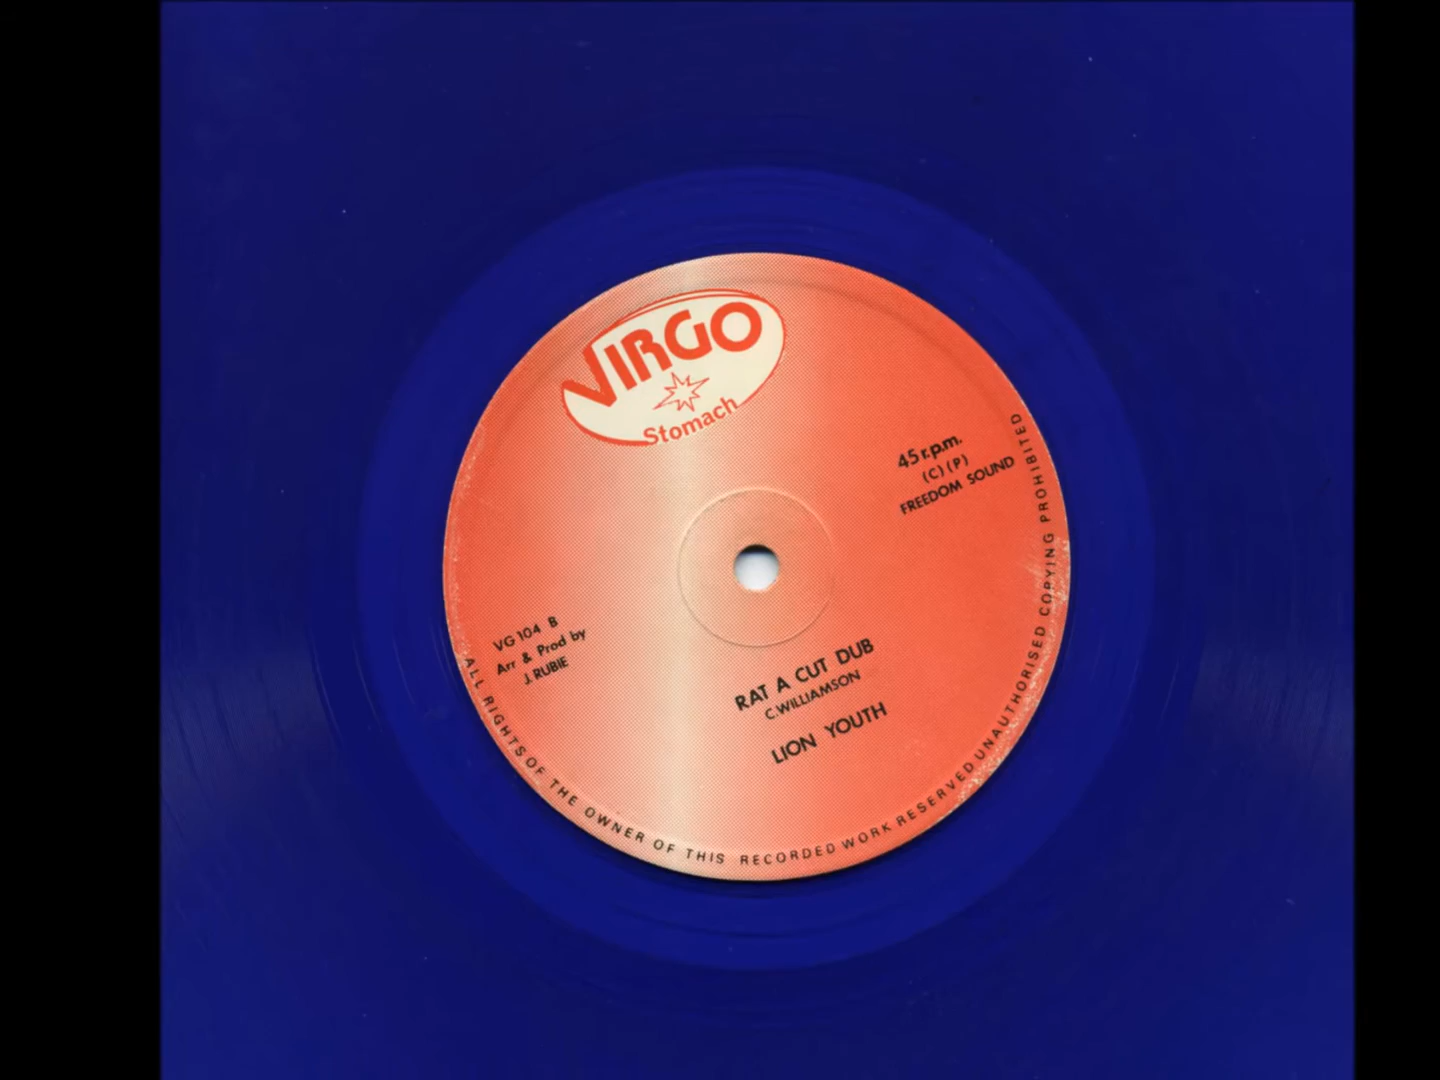 VIRGO
Stomach
45 r.p.m.
(C) (P)
FREEDOM SOUND
VG 104 B
Arr & Prod by
J. RUBIE
RAT A CUT DUB
C. WILLIAMSON
LION YOUTH
ALL RIGHTS OF THE OWNER OF THIS RECORDED WORK RESERVED UNAUTHORISED COPYING PROHIBITED